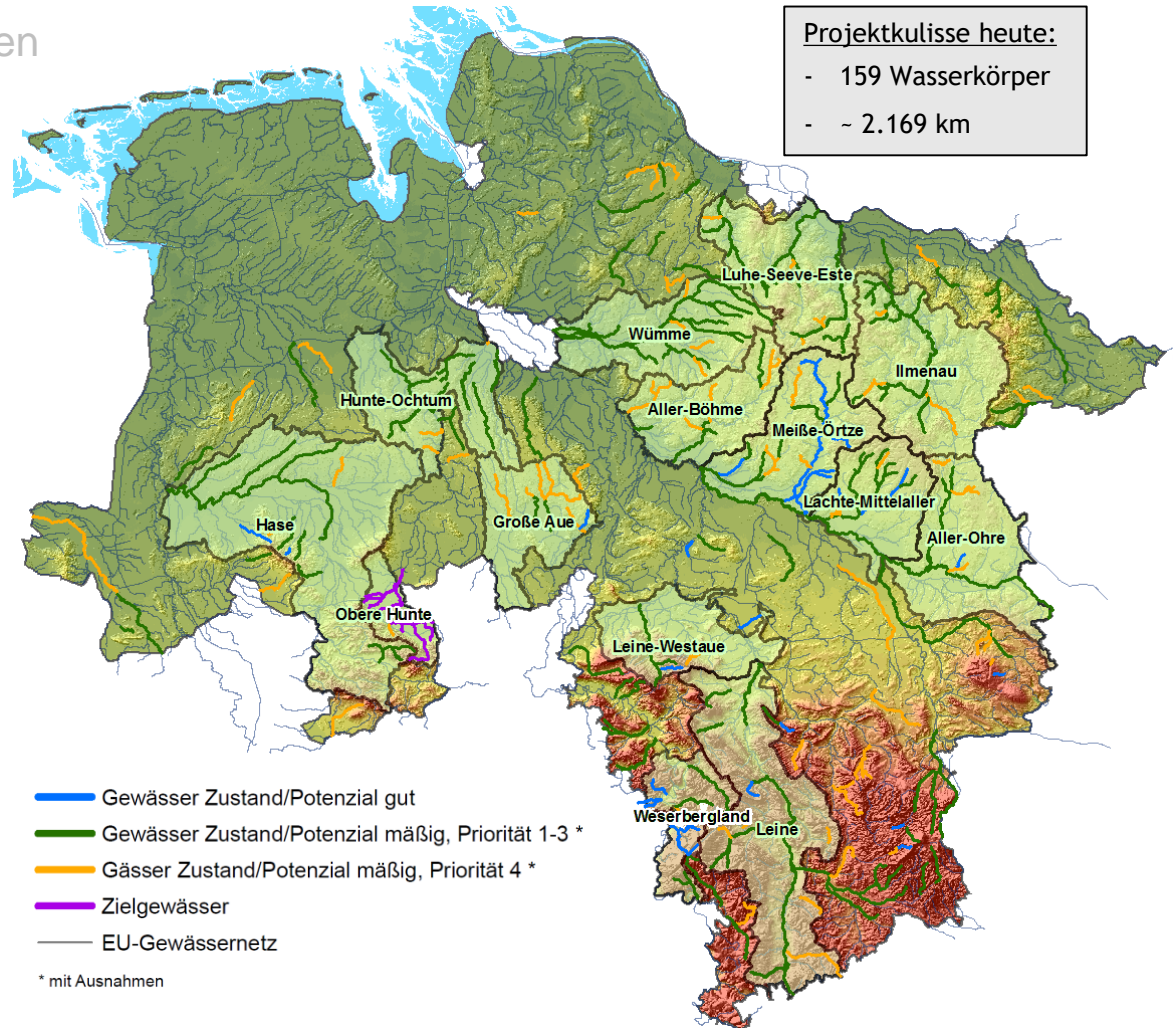 en
Projektkulisse heute:
- 159 Wasserkörper
- ~ 2.169 km
Luhe-Seeve-Este
Wümme
Ilmenau
Hunte-Ochtum
Aller-Böhme
Meiße-Örtze
Lachte-Mittelaller
Hase
Große Aue
Aller-Ohre
Obere Hunte
Leine-Westaue
Weserbergland
Leine
Gewässer Zustand/Potenzial gut
Gewässer Zustand/Potenzial mäßig, Priorität 1-3 *
Gässer Zustand/Potenzial mäßig, Priorität 4 *
Zielgewässer
EU-Gewässernetz
* mit Ausnahmen